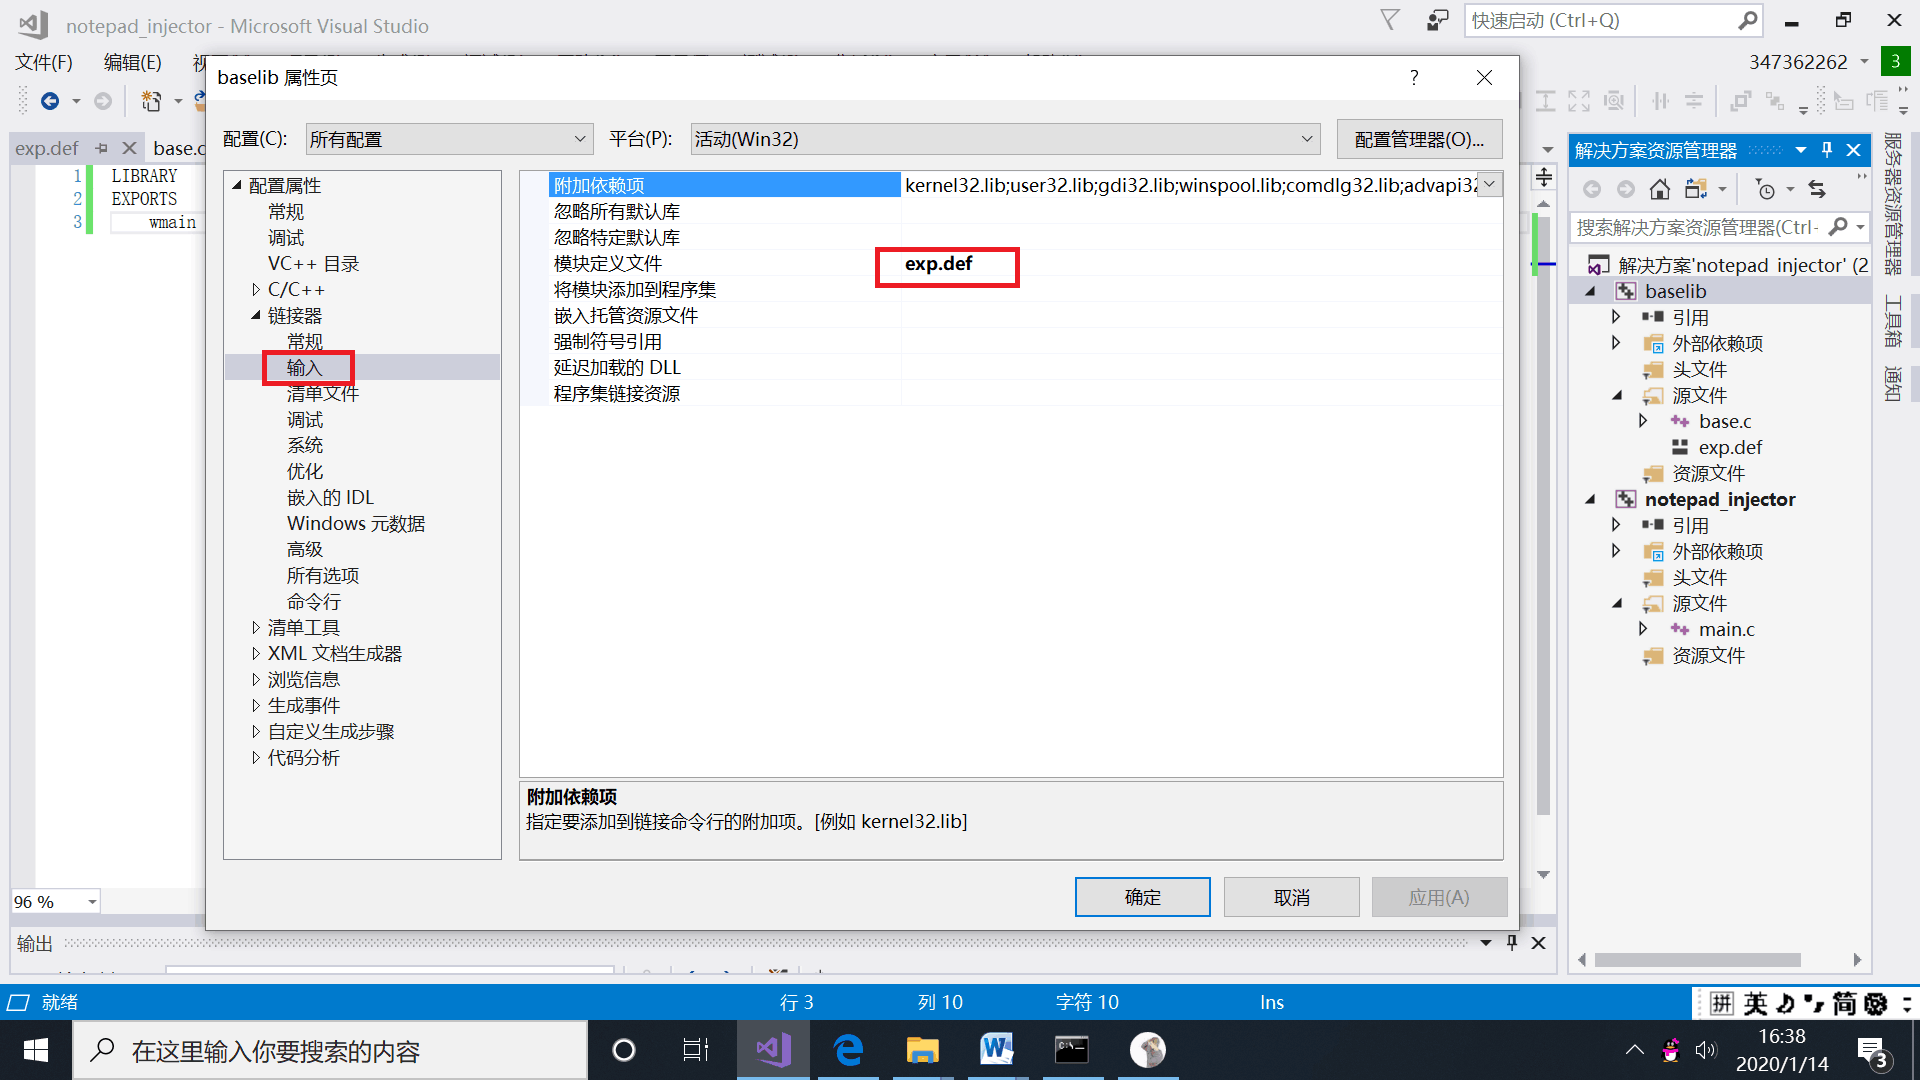 notepad_injector - Microsoft Visual Studio
快速启动 (Ctrl+Q)
文件(F)
编辑(E)
347362262
3
baselib 属性页
?
配置(C):
所有配置
平台(P):
活动(Win32)
配置管理器(O)...
exp.def
base.c
1 LIBRARY
2 EXPORTS
3 wmain
配置属性
常规
调试
VC++ 目录
C/C++
链接器
常规
输入
清单文件
调试
系统
优化
嵌入的 IDL
Windows 元数据
高级
所有选项
命令行
清单工具
XML 文档生成器
浏览信息
生成事件
自定义生成步骤
代码分析
附加依赖项
kernel32.lib;user32.lib;gdi32.lib;winspool.lib;comdlg32.lib;advapi32
忽略所有默认库
忽略特定默认库
模块定义文件
exp.def
将模块添加到程序集
嵌入托管资源文件
强制符号引用
延迟加载的 DLL
程序集链接资源
附加依赖项
指定要添加到链接命令行的附加项。[例如 kernel32.lib]
确定
取消
应用(A)
解决方案资源管理器
搜索解决方案资源管理器(Ctrl-
解决方案'notepad_injector' (2
baselib
引用
外部依赖项
头文件
源文件
base.c
exp.def
资源文件
notepad_injector
引用
外部依赖项
头文件
源文件
main.c
资源文件
服务器资源管理器
工具箱
通知
96 %
输出
就绪
行 3
列 10
字符 10
Ins
拼 英 简
在这里输入你要搜索的内容
16:38
2020/1/14
3